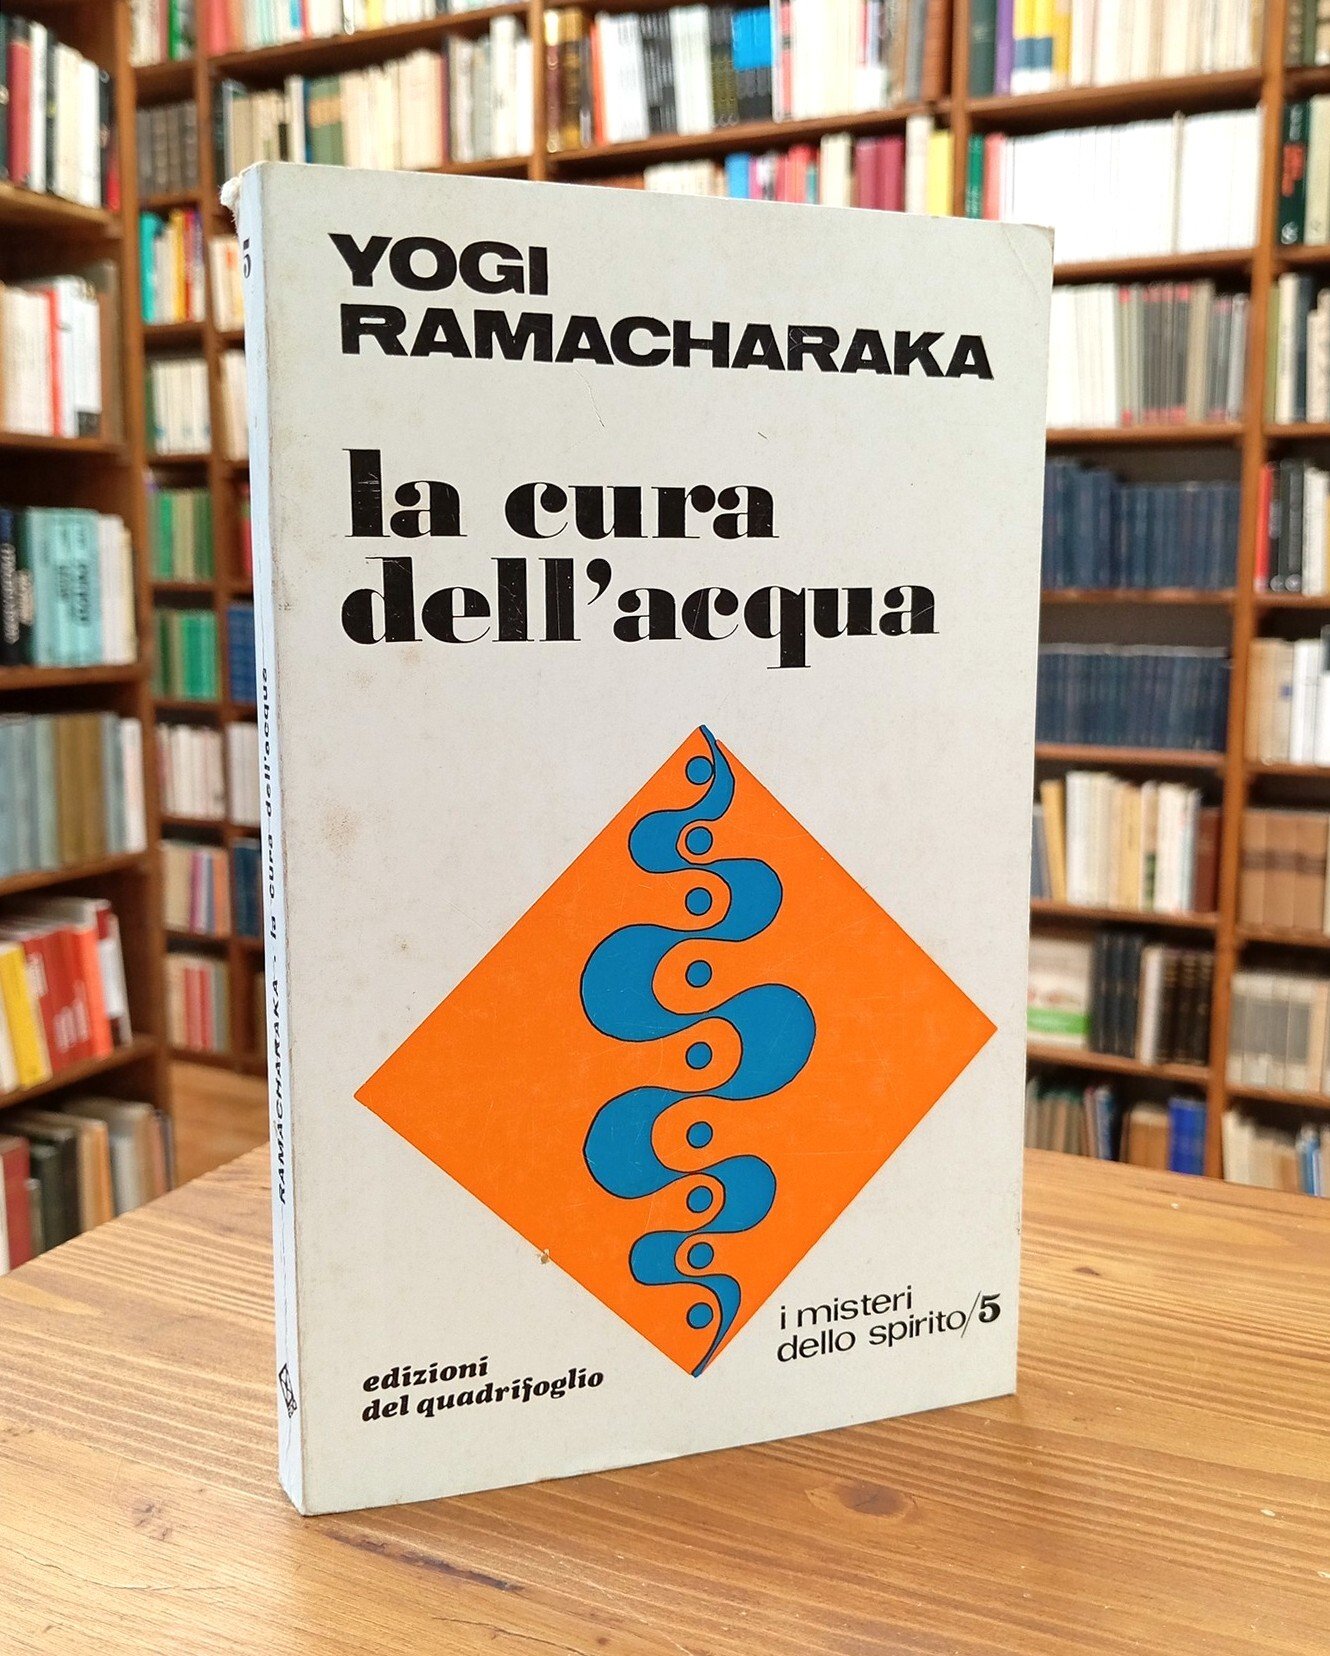 YOGI
RAMACHARAKA
la cura
dell'acqua
i misteri
dello spirito/5
edizioni
del quadrifoglio
5
RAMACHARAKA - la cura dell'acqua